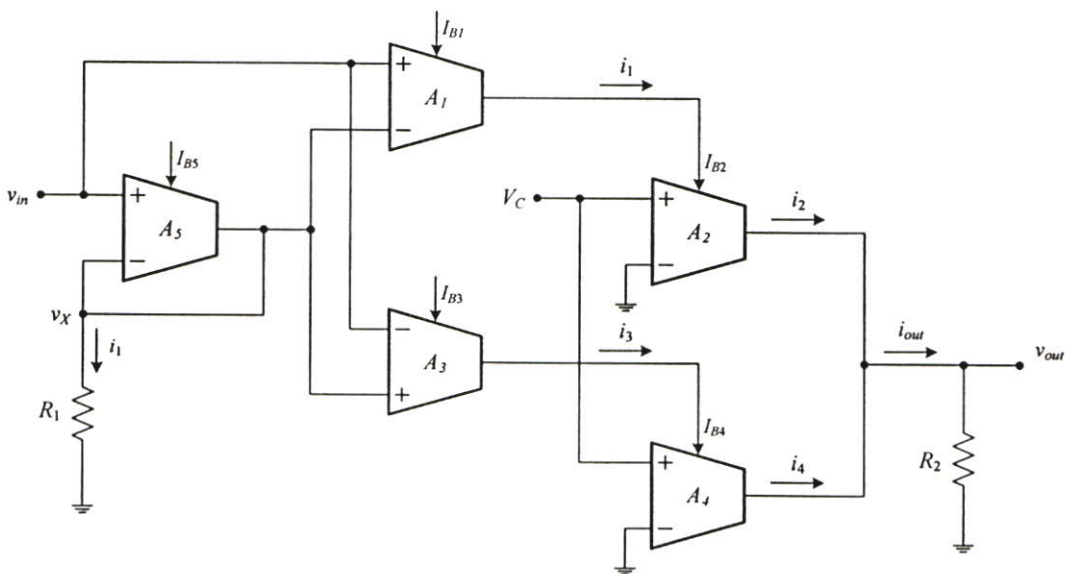 I_B1
+
A_1
−
i_1
I_B5
v_in
+
A_5
−
I_B2
V_C
+
A_2
−
i_2
v_X
i_1
R_1
I_B3
−
A_3
+
i_3
i_out
v_out
I_B4
+
A_4
−
i_4
R_2